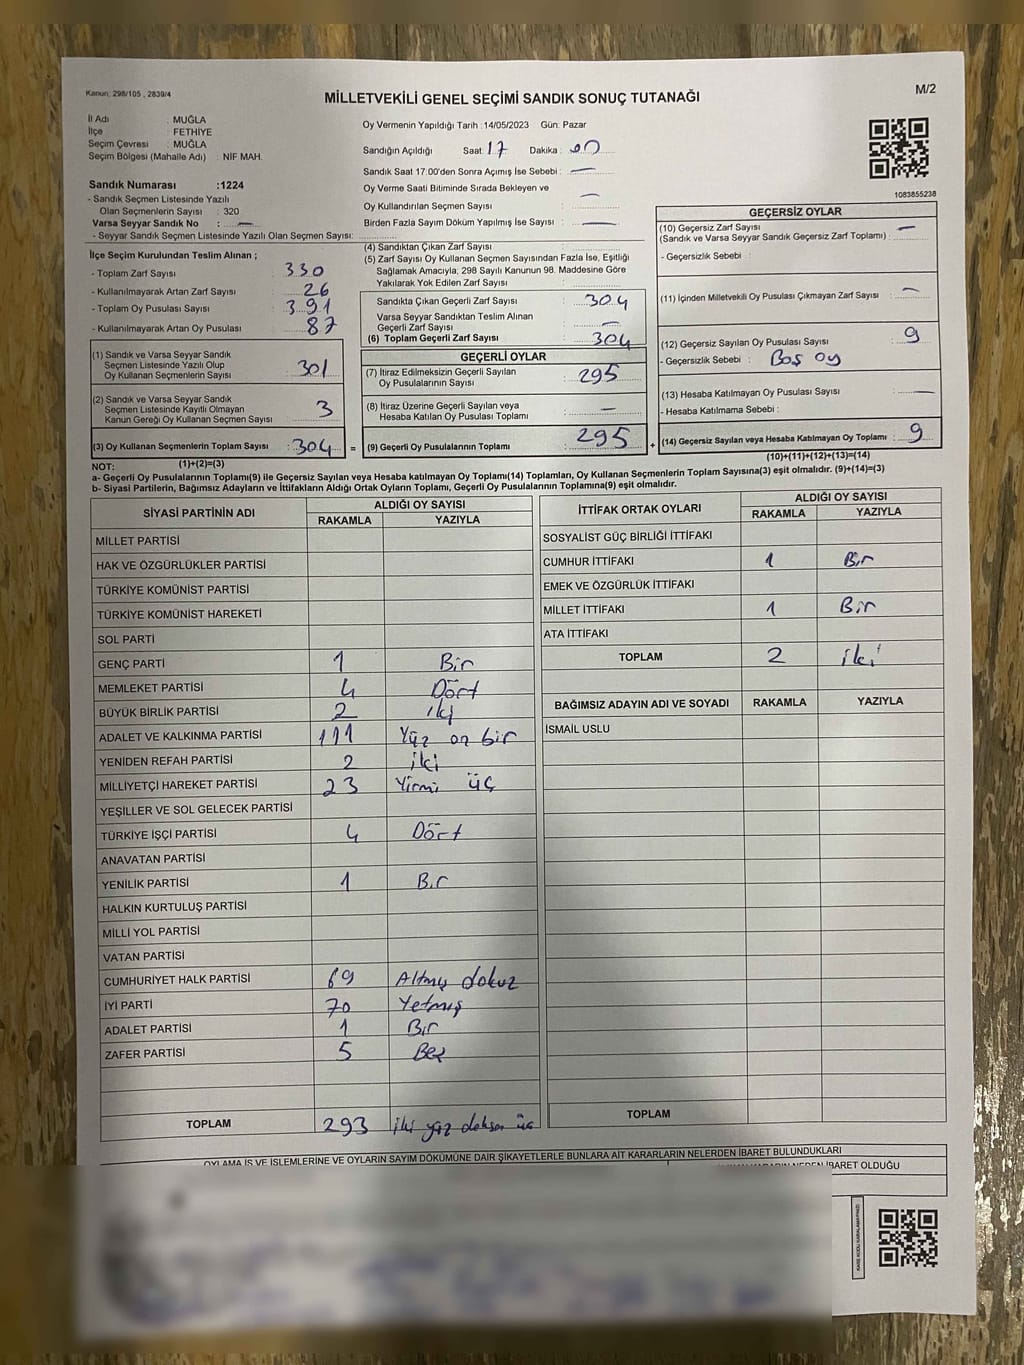 Kanun: 298/105 , 2839/4
MİLLETVEKİLİ GENEL SEÇİMİ SANDIK SONUÇ TUTANAĞI
M/2
İl Adı : MUĞLA
İlçe : FETHİYE
Seçim Çevresi : MUĞLA
Seçim Bölgesi (Mahalle Adı) : NİF MAH.
Sandık Numarası :1224
- Sandık Seçmen Listesinde Yazılı
Olan Seçmenlerin Sayısı : 320
Varsa Seyyar Sandık No : —
- Seyyar Sandık Seçmen Listesinde Yazılı Olan Seçmen Sayısı:
Oy Vermenin Yapıldığı Tarih :14/05/2023 Gün: Pazar
Sandığın Açıldığı Saat: 17 Dakika : on
Sandık Saat 17.00'den Sonra Açımış İse Sebebi : —
Oy Verme Saati Bitiminde Sırada Bekleyen ve
Oy Kullandırılan Seçmen Sayısı : —
Birden Fazla Sayım Döküm Yapılmış İse Sayısı : —
1083855238
İlçe Seçim Kurulundan Teslim Alınan ;
- Toplam Zarf Sayısı : 330
- Kullanılmayarak Artan Zarf Sayısı : 26
- Toplam Oy Pusulası Sayısı : 391
- Kullanılmayarak Artan Oy Pusulası : 87
(1) Sandık ve Varsa Seyyar Sandık
Seçmen Listesinde Yazılı Olup
Oy Kullanan Seçmenlerin Sayısı : 301
(2) Sandık ve Varsa Seyyar Sandık
Seçmen Listesinde Kayıtlı Olmayan
Kanun Gereği Oy Kullanan Seçmen Sayısı : 3
(3) Oy Kullanan Seçmenlerin Toplam Sayısı : 304 =
(1)+(2)=(3)
(4) Sandıktan Çıkan Zarf Sayısı :
(5) Zarf Sayısı Oy Kullanan Seçmen Sayısından Fazla İse, Eşitliği
Sağlamak Amacıyla; 298 Sayılı Kanunun 98. Maddesine Göre
Yakılarak Yok Edilen Zarf Sayısı :
Sandıkta Çıkan Geçerli Zarf Sayısı : 304
Varsa Seyyar Sandıktan Teslim Alınan
Geçerli Zarf Sayısı : —
(6) Toplam Geçerli Zarf Sayısı : 304
GEÇERLİ OYLAR
(7) İtiraz Edilmeksizin Geçerli Sayılan
Oy Pusulalarının Sayısı : 295
(8) İtiraz Üzerine Geçerli Sayılan veya
Hesaba Katılan Oy Pusulası Toplamı : —
(9) Geçerli Oy Pusulalarının Toplamı : 295 +
GEÇERSİZ OYLAR
(10) Geçersiz Zarf Sayısı —
(Sandık ve Varsa Seyyar Sandık Geçersiz Zarf Toplamı) :
- Geçersizlik Sebebi :
(11) İçinden Milletvekili Oy Pusulası Çıkmayan Zarf Sayısı : —
(12) Geçersiz Sayılan Oy Pusulası Sayısı : 9
- Geçersizlik Sebebi : Boş oy
(13) Hesaba Katılmayan Oy Pusulası Sayısı : —
- Hesaba Katılmama Sebebi :
(14) Geçersiz Sayılan veya Hesaba Katılmayan Oy Toplamı : 9
(10)+(11)+(12)+(13)=(14)
NOT:
a- Geçerli Oy Pusulalarının Toplamı(9) ile Geçersiz Sayılan veya Hesaba katılmayan Oy Toplamı(14) Toplamları, Oy Kullanan Seçmenlerin Toplam Sayısına(3) eşit olmalıdır. (9)+(14)=(3)
b- Siyasi Partilerin, Bağımsız Adayların ve İttifakların Aldığı Ortak Oyların Toplamı, Geçerli Oy Pusulalarının Toplamına(9) eşit olmalıdır.
SİYASİ PARTİNİN ADI ALDIĞI OY SAYISI
RAKAMLA YAZIYLA
MİLLET PARTİSİ
HAK VE ÖZGÜRLÜKLER PARTİSİ
TÜRKİYE KOMÜNİST PARTİSİ
TÜRKİYE KOMÜNİST HAREKETİ
SOL PARTİ
GENÇ PARTİ 1 Bir
MEMLEKET PARTİSİ 4 Dört
BÜYÜK BİRLİK PARTİSİ 2 iki
ADALET VE KALKINMA PARTİSİ 111 Yüz on bir
YENİDEN REFAH PARTİSİ 2 iki
MİLLİYETÇİ HAREKET PARTİSİ 23 Yirmi üç
YEŞİLLER VE SOL GELECEK PARTİSİ
TÜRKİYE İŞÇİ PARTİSİ 4 Dört
ANAVATAN PARTİSİ
YENİLİK PARTİSİ 1 Bir
HALKIN KURTULUŞ PARTİSİ
MİLLİ YOL PARTİSİ
VATAN PARTİSİ
CUMHURİYET HALK PARTİSİ 69 Altmış dokuz
İYİ PARTİ 70 Yetmiş
ADALET PARTİSİ 1 Bir
ZAFER PARTİSİ 5 Beş
TOPLAM 293 iki yüz doksan üç
İTTİFAK ORTAK OYLARI ALDIĞI OY SAYISI
RAKAMLA YAZIYLA
SOSYALİST GÜÇ BİRLİĞİ İTTİFAKI
CUMHUR İTTİFAKI 1 Bir
EMEK VE ÖZGÜRLÜK İTTİFAKI
MİLLET İTTİFAKI 1 Bir
ATA İTTİFAKI
TOPLAM 2 iki
BAĞIMSIZ ADAYIN ADI VE SOYADI RAKAMLA YAZIYLA
İSMAİL USLU
TOPLAM
OYLAMA İŞ VE İŞLEMLERİNE VE OYLARIN SAYIM DÖKÜMÜNE DAİR ŞİKAYETLERLE BUNLARA AİT KARARLARIN NELERDEN İBARET BULUNDUKLARI
İBARET OLDUĞU
KARE KODU KARALAMAYINIZ!